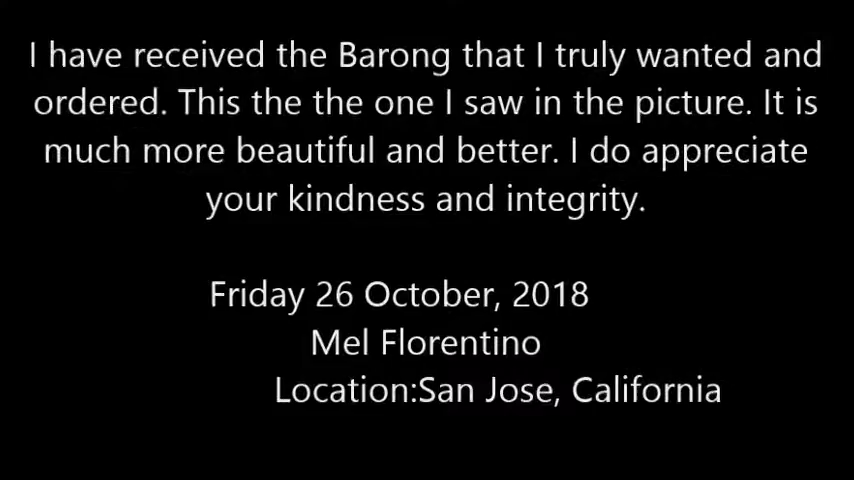 I have received the Barong that I truly wanted and
ordered. This the the one I saw in the picture. It is
much more beautiful and better. I do appreciate
your kindness and integrity.
Friday 26 October, 2018
Mel Florentino
Location:San Jose, California